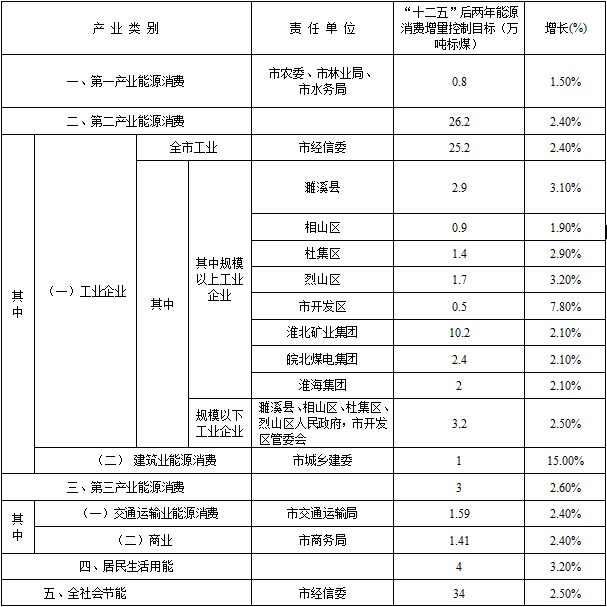 产 业 类 别
责 任 单 位
“十二五”后两年能源
消费增量控制目标（万
吨标煤）
增长(%)
一、第一产业能源消费
市农委、市林业局、
市水务局
0.8
1.50%
二、第二产业能源消费
26.2
2.40%
其
中
（一）工业企业
全市工业
市经信委
25.2
2.40%
其中
其中规模
以上工业
企业
濉溪县
2.9
3.10%
相山区
0.9
1.90%
杜集区
1.4
2.90%
烈山区
1.7
3.20%
市开发区
0.5
7.80%
淮北矿业集团
10.2
2.10%
皖北煤电集团
2.4
2.10%
淮海集团
2
2.10%
规模以下
工业企业
濉溪县、相山区、杜集区、
烈山区人民政府，市开发
区管委会
3.2
2.50%
（二） 建筑业能源消费
市城乡建委
1
15.00%
三、第三产业能源消费
3
2.60%
其
中
（一）交通运输业能源消费
市交通运输局
1.59
2.40%
（二）商业
市商务局
1.41
2.40%
四、居民生活用能
4
3.20%
五、全社会节能
市经信委
34
2.50%